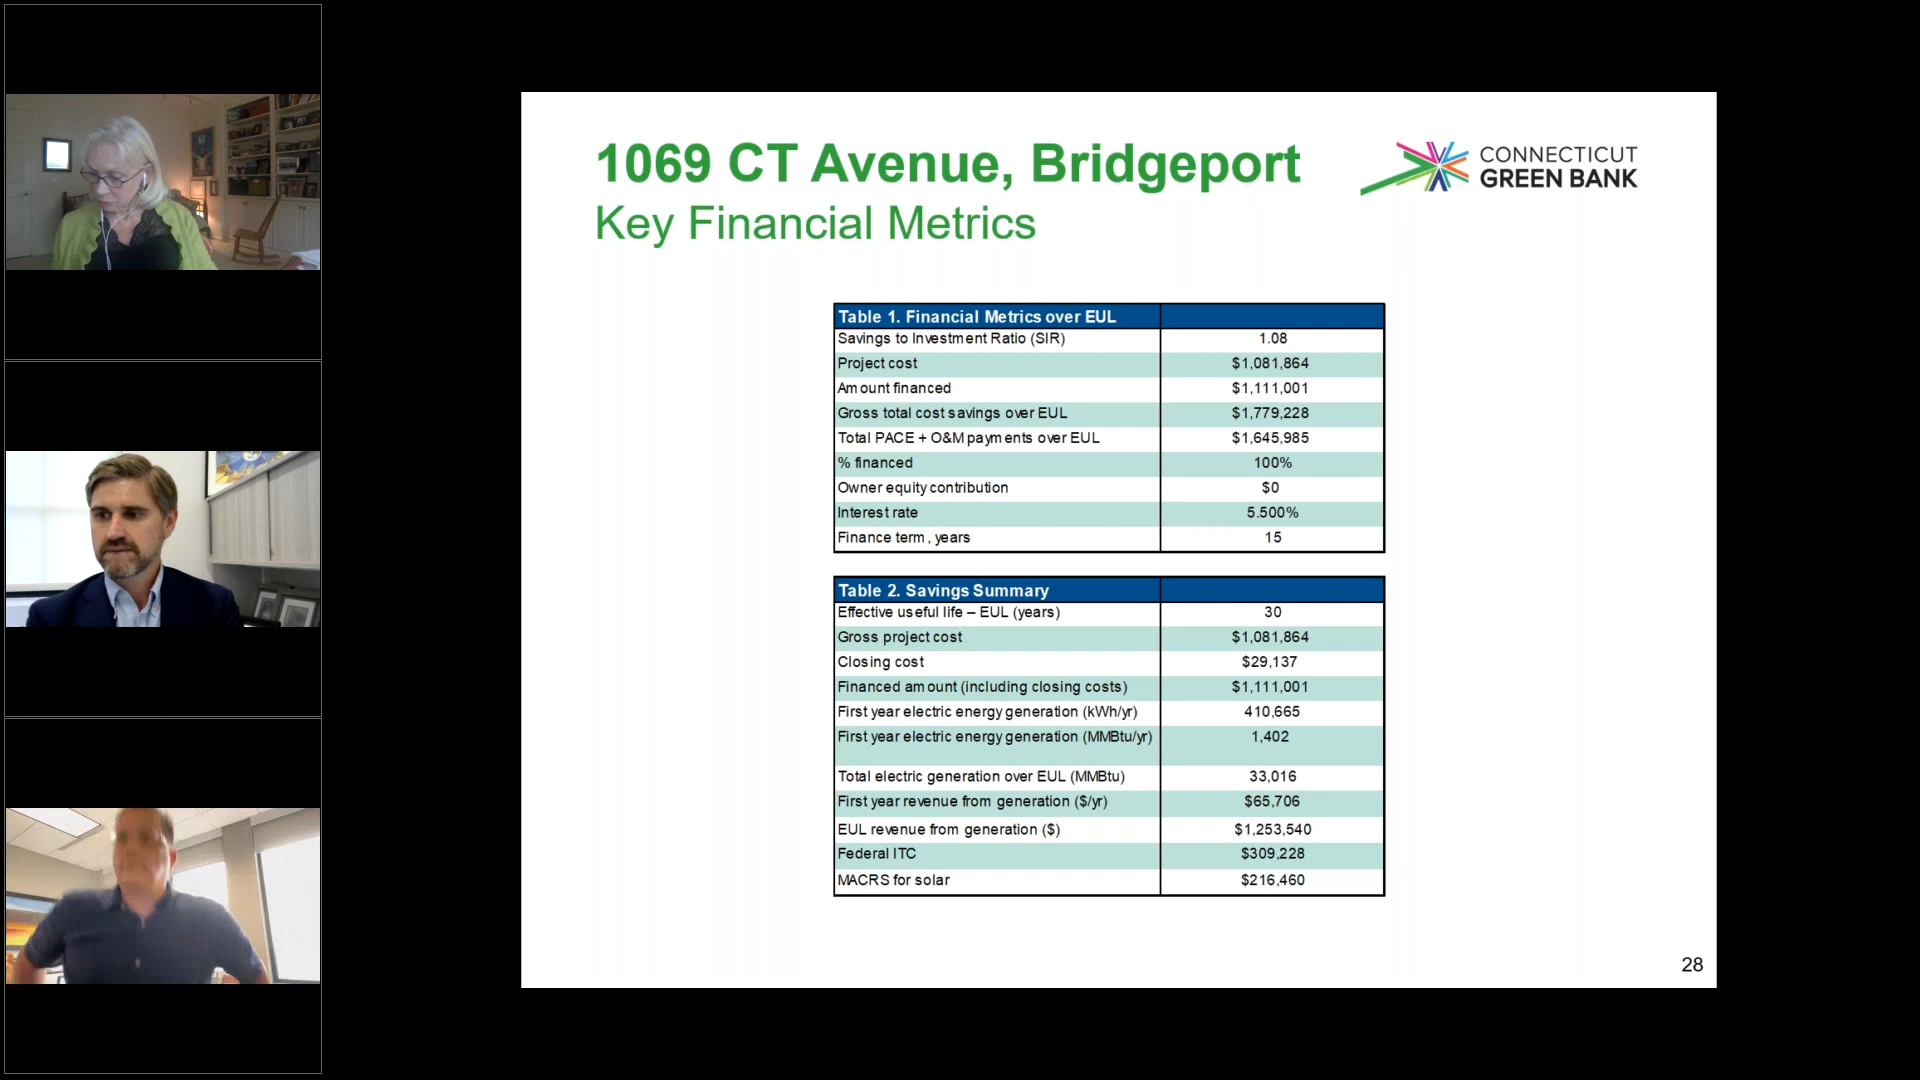 1069 CT Avenue, Bridgeport
Key Financial Metrics
CONNECTICUT
GREEN BANK
Table 1. Financial Metrics over EUL
Savings to Investment Ratio (SIR) 1.08
Project cost $1,081,864
Amount financed $1,111,001
Gross total cost savings over EUL $1,779,228
Total PACE + O&M payments over EUL $1,645,985
% financed 100%
Owner equity contribution $0
Interest rate 5.500%
Finance term, years 15
Table 2. Savings Summary
Effective useful life – EUL (years) 30
Gross project cost $1,081,864
Closing cost $29,137
Financed amount (including closing costs) $1,111,001
First year electric energy generation (kWh/yr) 410,665
First year electric energy generation (MMBtu/yr) 1,402
Total electric generation over EUL (MMBtu) 33,016
First year revenue from generation ($/yr) $65,706
EUL revenue from generation ($) $1,253,540
Federal ITC $309,228
MACRS for solar $216,460
28